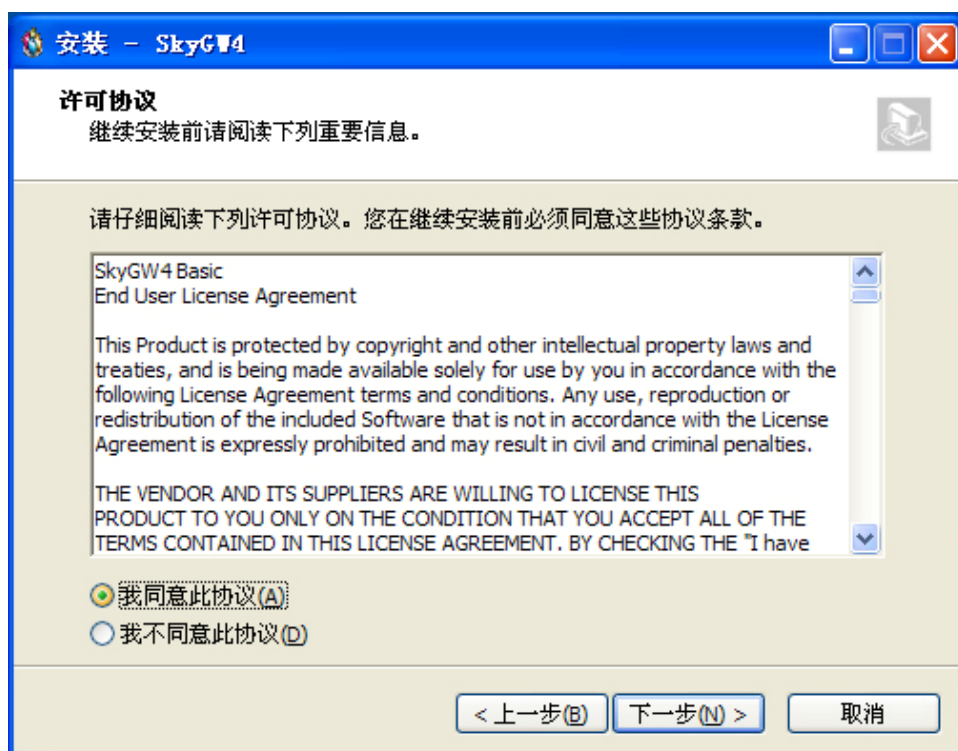 安装 - SkyGW4
许可协议
继续安装前请阅读下列重要信息。
请仔细阅读下列许可协议。您在继续安装前必须同意这些协议条款。
SkyGW4 Basic
End User License Agreement
This Product is protected by copyright and other intellectual property laws and
treaties, and is being made available solely for use by you in accordance with the
following License Agreement terms and conditions. Any use, reproduction or
redistribution of the included Software that is not in accordance with the License
Agreement is expressly prohibited and may result in civil and criminal penalties.
THE VENDOR AND ITS SUPPLIERS ARE WILLING TO LICENSE THIS
PRODUCT TO YOU ONLY ON THE CONDITION THAT YOU ACCEPT ALL OF THE
TERMS CONTAINED IN THIS LICENSE AGREEMENT. BY CHECKING THE "I have
我同意此协议(A)
我不同意此协议(D)
< 上一步(B) 下一步(N) > 取消